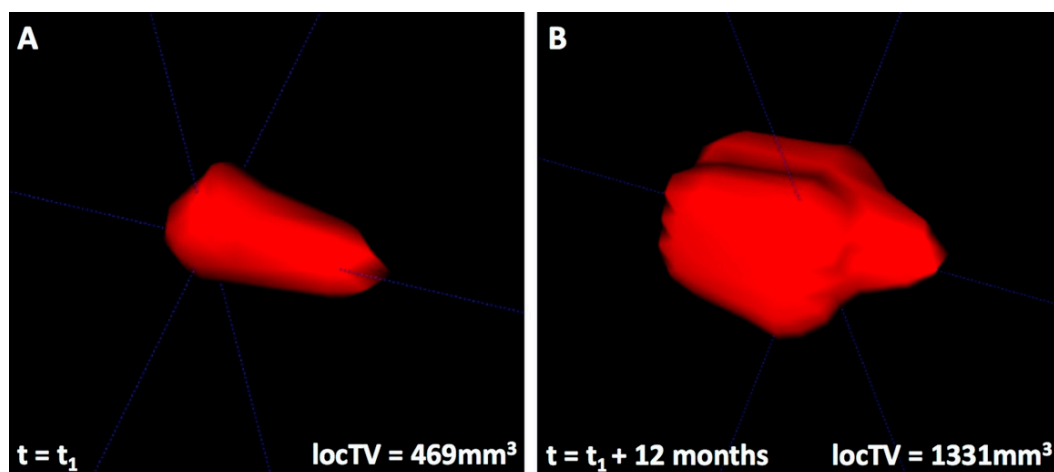 A
t = t₁
locTV = 469mm³
B
t = t₁ + 12 months
locTV = 1331mm³